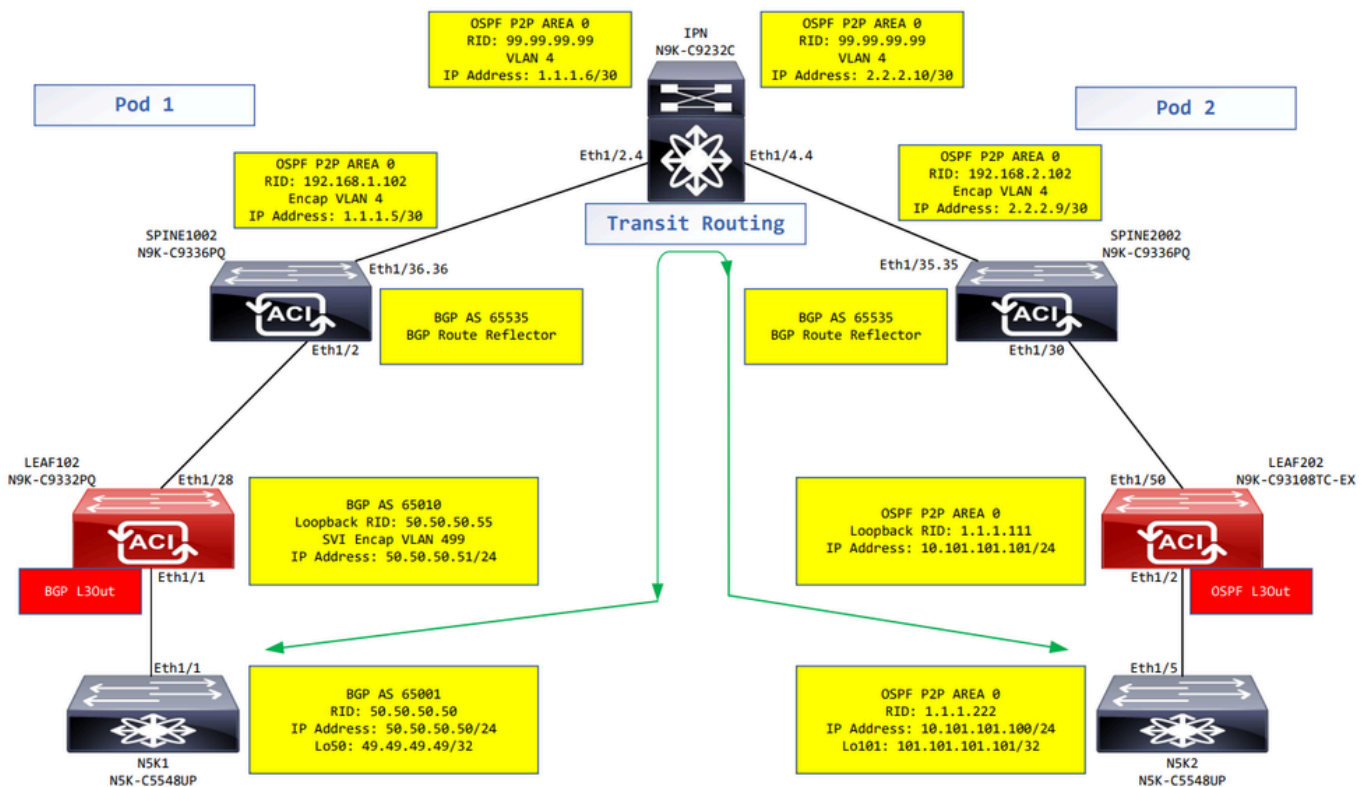 OSPF P2P AREA 0
RID: 99.99.99.99
VLAN 4
IP Address: 1.1.1.6/30
IPN
N9K-C9232C
OSPF P2P AREA 0
RID: 99.99.99.99
VLAN 4
IP Address: 2.2.2.10/30
Pod 1
Pod 2
Eth1/2.4
Eth1/4.4
OSPF P2P AREA 0
RID: 192.168.1.102
Encap VLAN 4
IP Address: 1.1.1.5/30
OSPF P2P AREA 0
RID: 192.168.2.102
Encap VLAN 4
IP Address: 2.2.2.9/30
Transit Routing
SPINE1002
N9K-C9336PQ
SPINE2002
N9K-C9336PQ
Eth1/36.36
Eth1/35.35
ACI
ACI
BGP AS 65535
BGP Route Reflector
BGP AS 65535
BGP Route Reflector
Eth1/2
Eth1/30
LEAF102
N9K-C9332PQ
Eth1/28
LEAF202
N9K-C93108TC-EX
Eth1/50
ACI
BGP AS 65010
Loopback RID: 50.50.50.55
SVI Encap VLAN 499
IP Address: 50.50.50.51/24
OSPF P2P AREA 0
Loopback RID: 1.1.1.111
IP Address: 10.101.101.101/24
ACI
Eth1/1
BGP L3Out
Eth1/2
OSPF L3Out
Eth1/1
BGP AS 65001
RID: 50.50.50.50
IP Address: 50.50.50.50/24
Lo50: 49.49.49.49/32
OSPF P2P AREA 0
RID: 1.1.1.222
IP Address: 10.101.101.100/24
Lo101: 101.101.101.101/32
Eth1/5
N5K1
N5K-C5548UP
N5K2
N5K-C5548UP